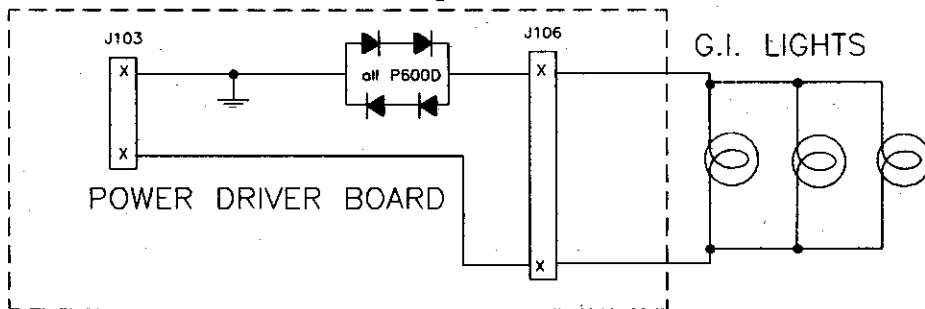 J103
J106
G.I. LIGHTS
all P600D
X
X
X
X
POWER DRIVER BOARD